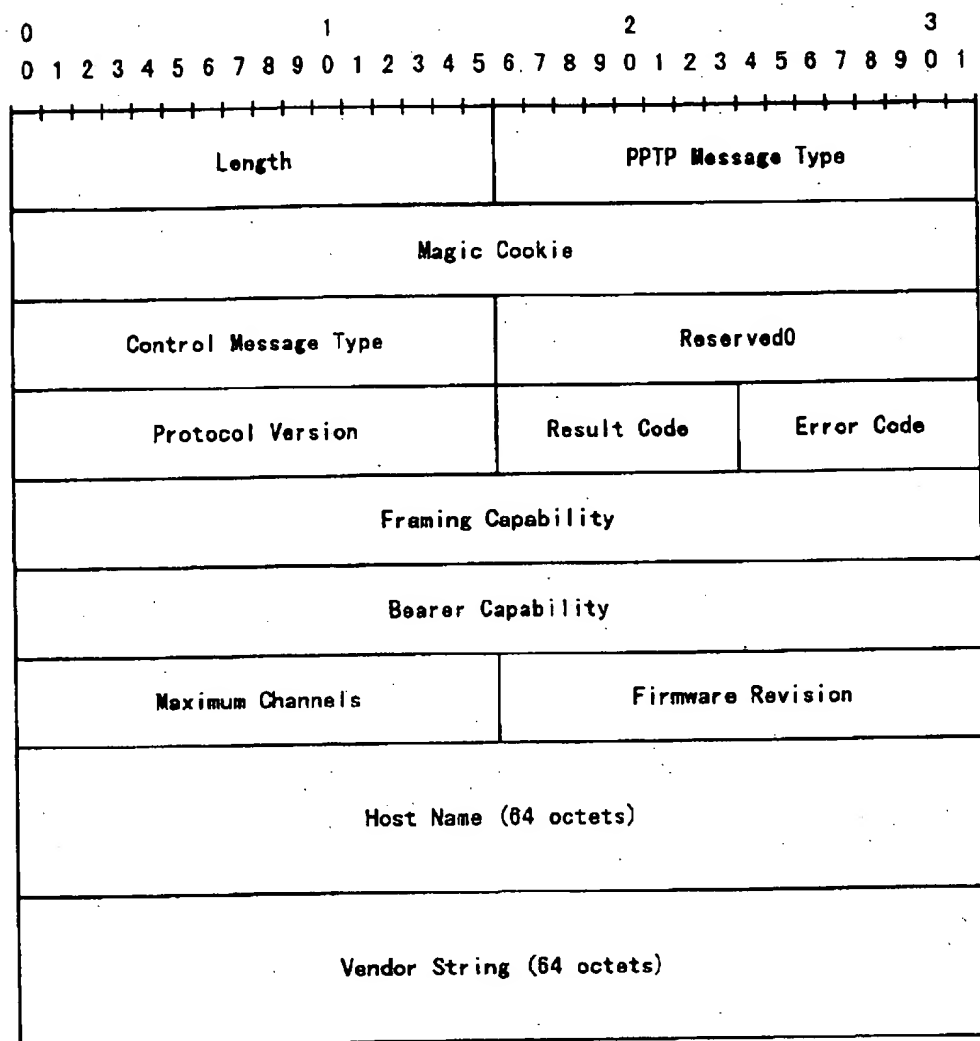 0 1 2 3
0 1 2 3 4 5 6 7 8 9 0 1 2 3 4 5 6 7 8 9 0 1 2 3 4 5 6 7 8 9 0 1
Length PPTP Message Type
Magic Cookie
Control Message Type Reserved0
Protocol Version Result Code Error Code
Framing Capability
Bearer Capability
Maximum Channels Firmware Revision
Host Name (64 octets)
Vendor String (64 octets)